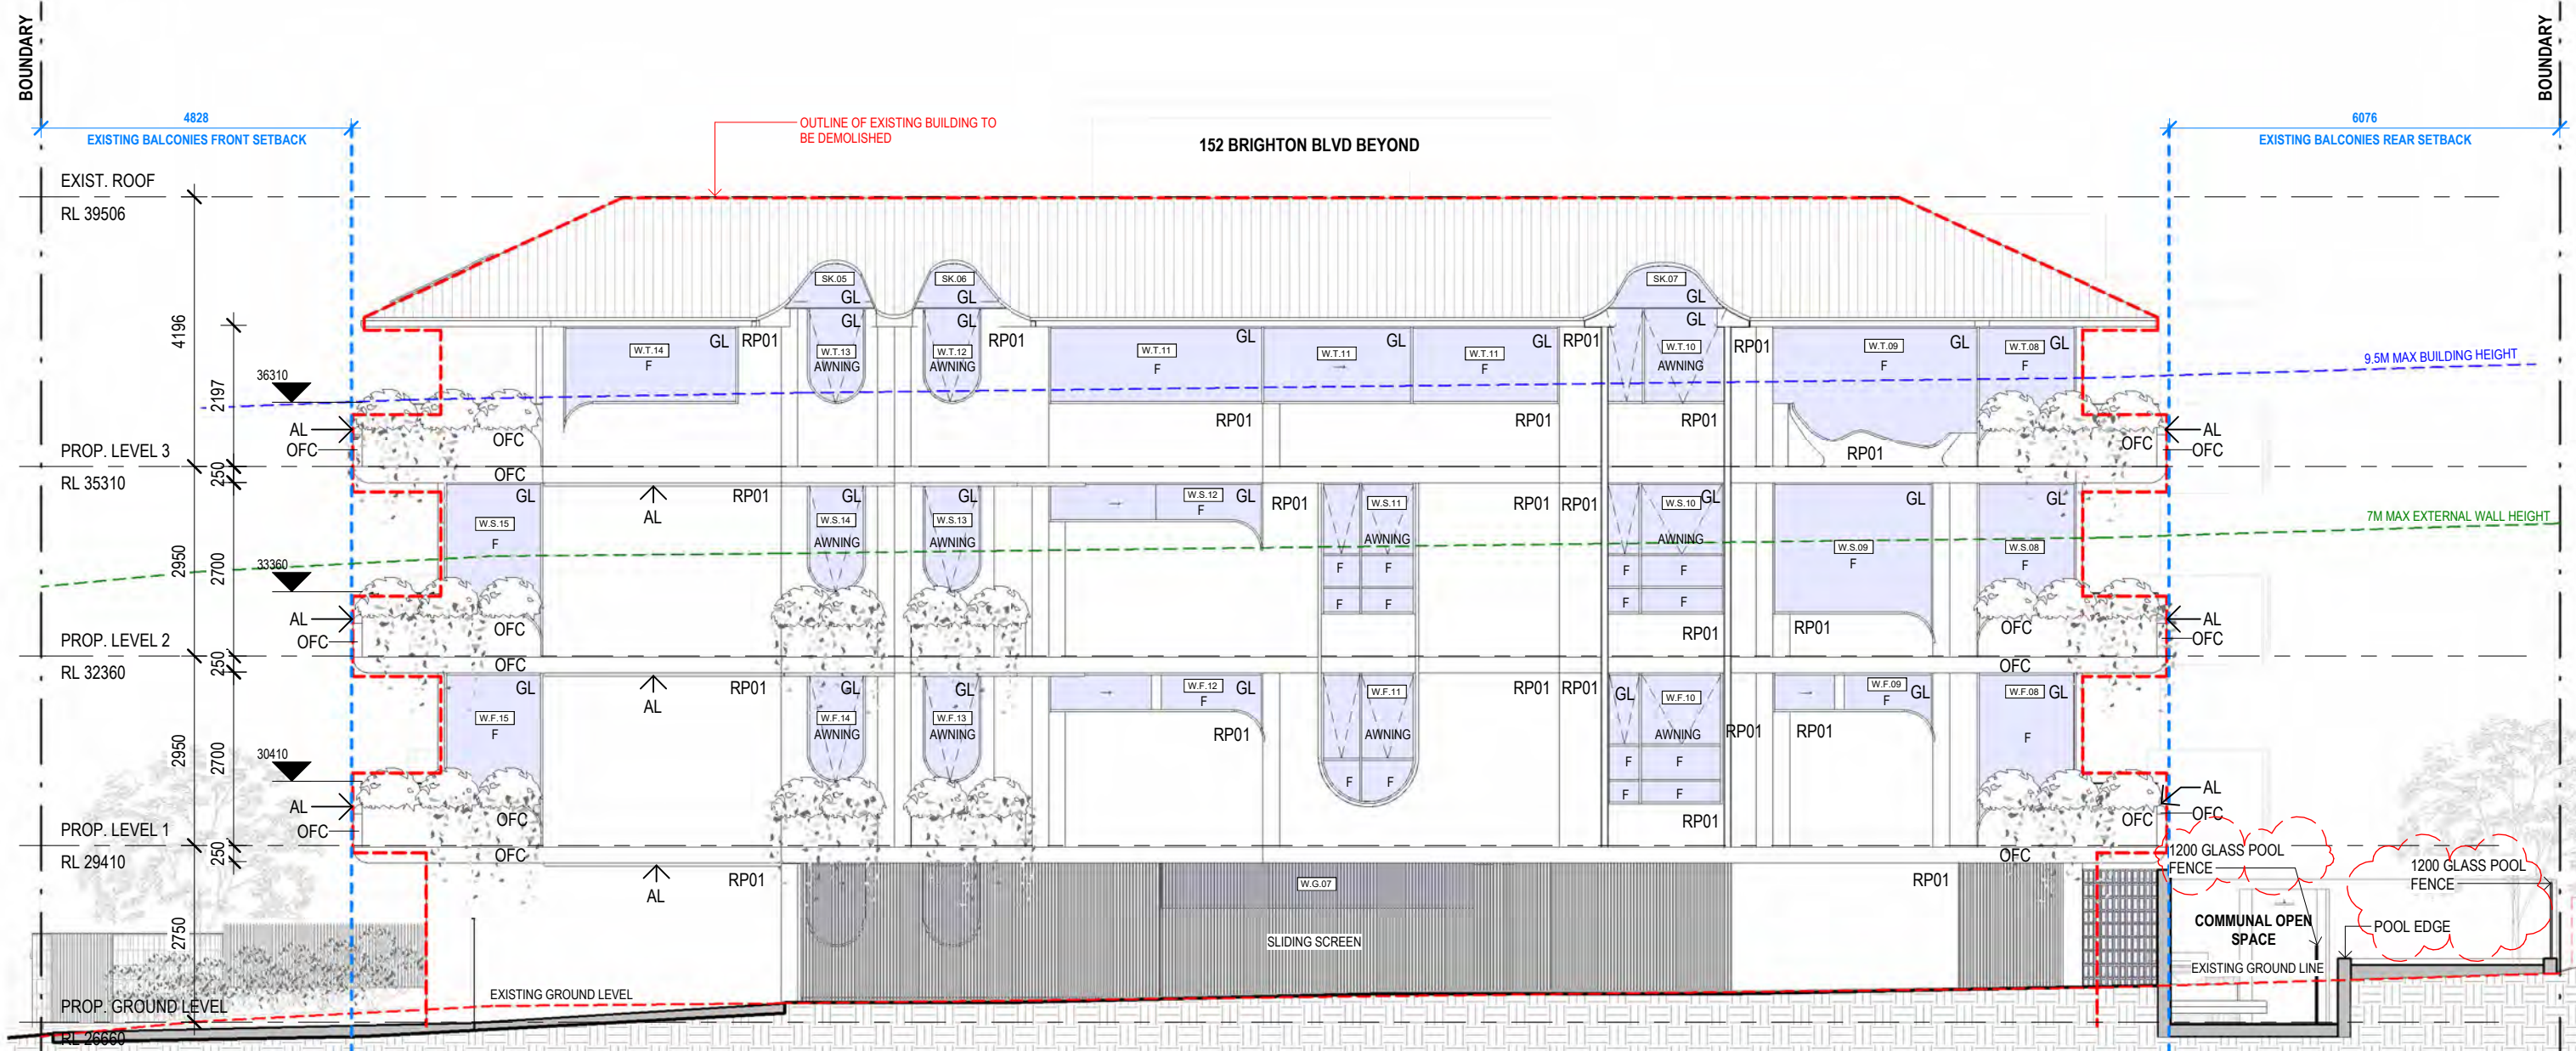 BOUNDARY
BOUNDARY
4828
EXISTING BALCONIES FRONT SETBACK
OUTLINE OF EXISTING BUILDING TO
BE DEMOLISHED
152 BRIGHTON BLVD BEYOND
6076
EXISTING BALCONIES REAR SETBACK
EXIST. ROOF
RL 39506
4196
SK.05
GL
SK.06
GL
SK.07
GL
W.T.14
F
GL
RP01
GL
W.T.13
AWNING
GL
W.T.12
AWNING
RP01
W.T.11
F
GL
W.T.11
GL
W.T.11
F
GL
RP01
GL
W.T.10
AWNING
RP01
W.T.09
F
GL
W.T.08
GL
F
9.5M MAX BUILDING HEIGHT
36310
2197
RP01
RP01
RP01
AL
OFC
OFC
RP01
OFC
AL
OFC
PROP. LEVEL 3
RL 35310
250
OFC
GL
W.S.15
F
AL
RP01
GL
W.S.14
AWNING
GL
W.S.13
AWNING
W.S.12
F
GL
RP01
W.S.11
AWNING
F
F
F
F
RP01
RP01
W.S.10
GL
AWNING
F
F
F
F
RP01
GL
W.S.09
F
RP01
GL
W.S.08
F
7M MAX EXTERNAL WALL HEIGHT
2950
2700
33360
AL
OFC
OFC
OFC
AL
OFC
PROP. LEVEL 2
RL 32360
250
OFC
OFC
GL
W.F.15
F
AL
RP01
GL
W.F.14
AWNING
GL
W.F.13
AWNING
W.F.12
F
GL
RP01
W.F.11
AWNING
F
F
RP01
RP01
GL
W.F.10
AWNING
F
F
F
F
RP01
RP01
W.F.09
F
GL
RP01
W.F.08
GL
F
2950
2700
30410
AL
OFC
OFC
OFC
AL
OFC
PROP. LEVEL 1
RL 29410
250
OFC
OFC
AL
RP01
W.G.07
RP01
1200 GLASS POOL
FENCE
1200 GLASS POOL
FENCE
2750
SLIDING SCREEN
COMMUNAL OPEN
SPACE
POOL EDGE
EXISTING GROUND LINE
EXISTING GROUND LEVEL
PROP. GROUND LEVEL
RL 26660